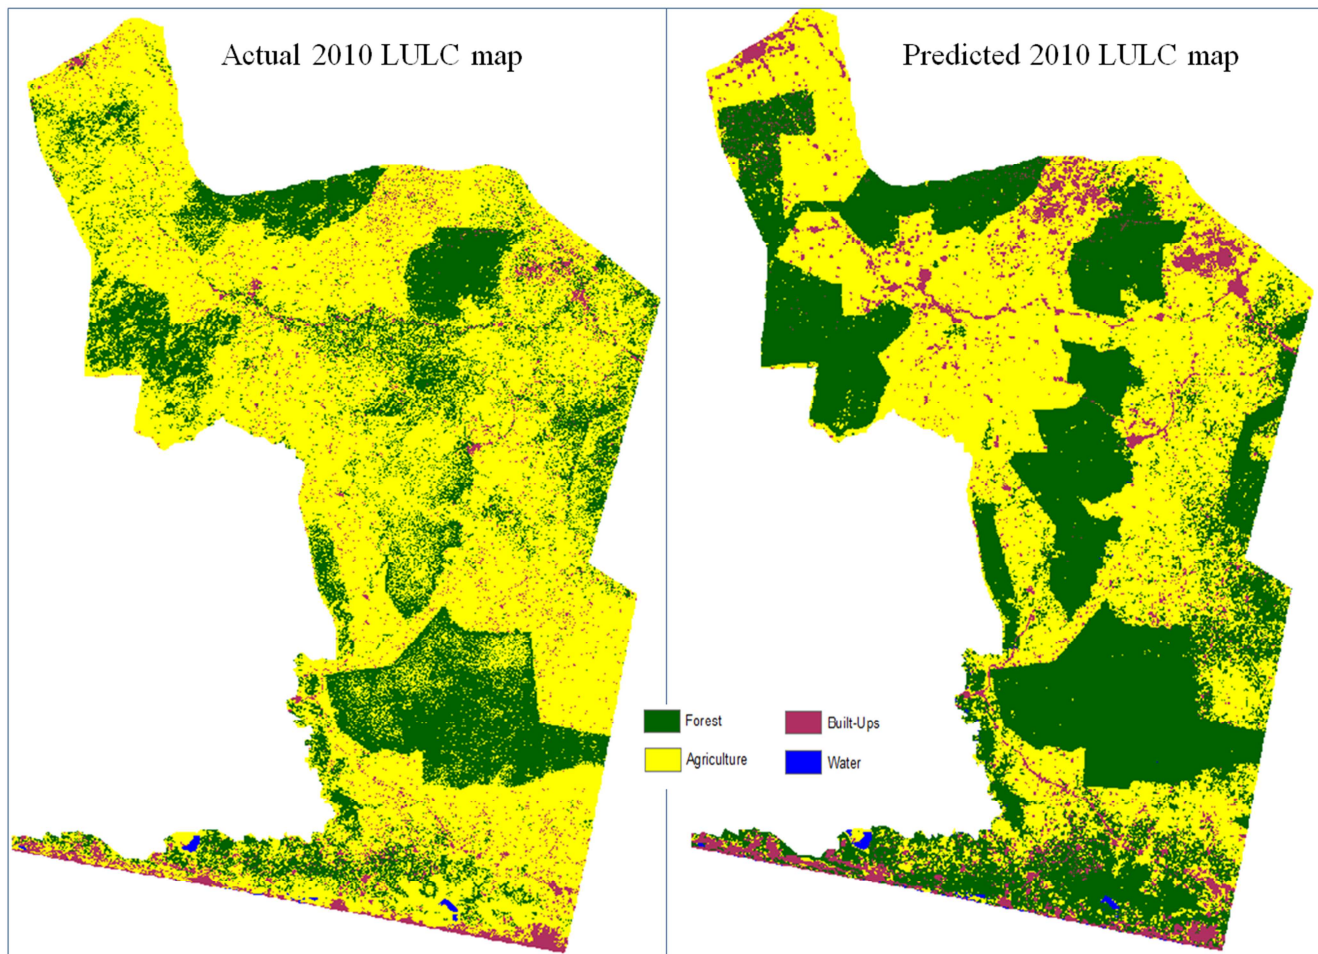 Actual 2010 LULC map
Predicted 2010 LULC map
Forest
Built-Ups
Agriculture
Water